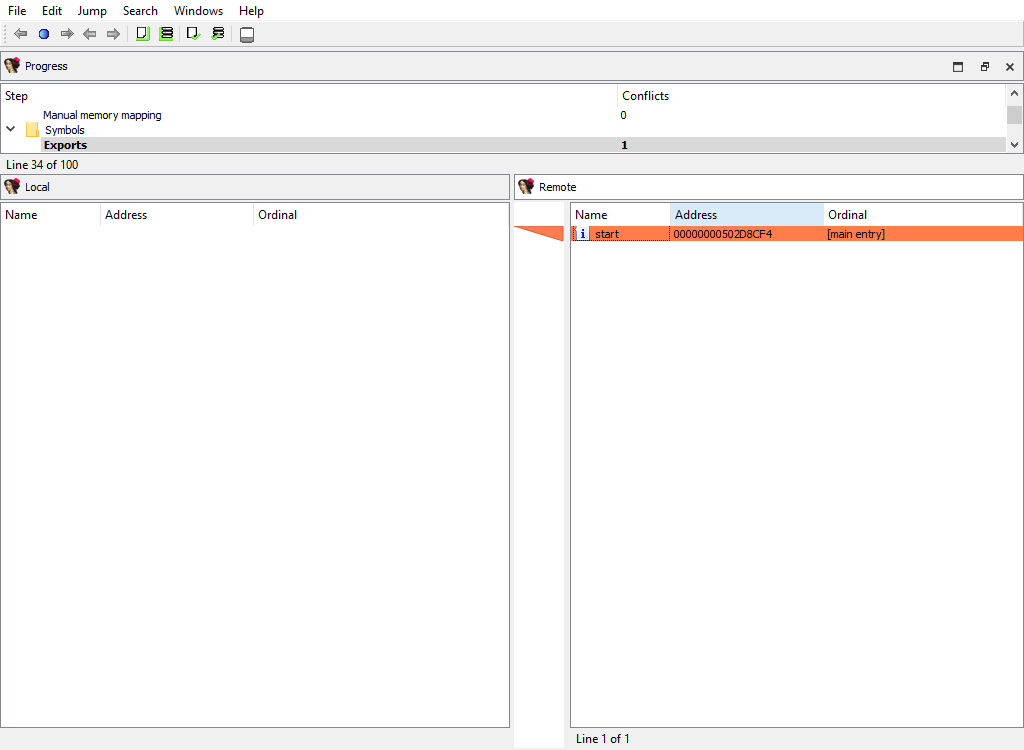 File Edit Jump Search Windows Help
Progress
Step Conflicts
Manual memory mapping 0
Symbols
Exports 1
Line 34 of 100
Local
Name Address Ordinal
Remote
Name Address Ordinal
i start 00000000502D8CF4 [main entry]
Line 1 of 1